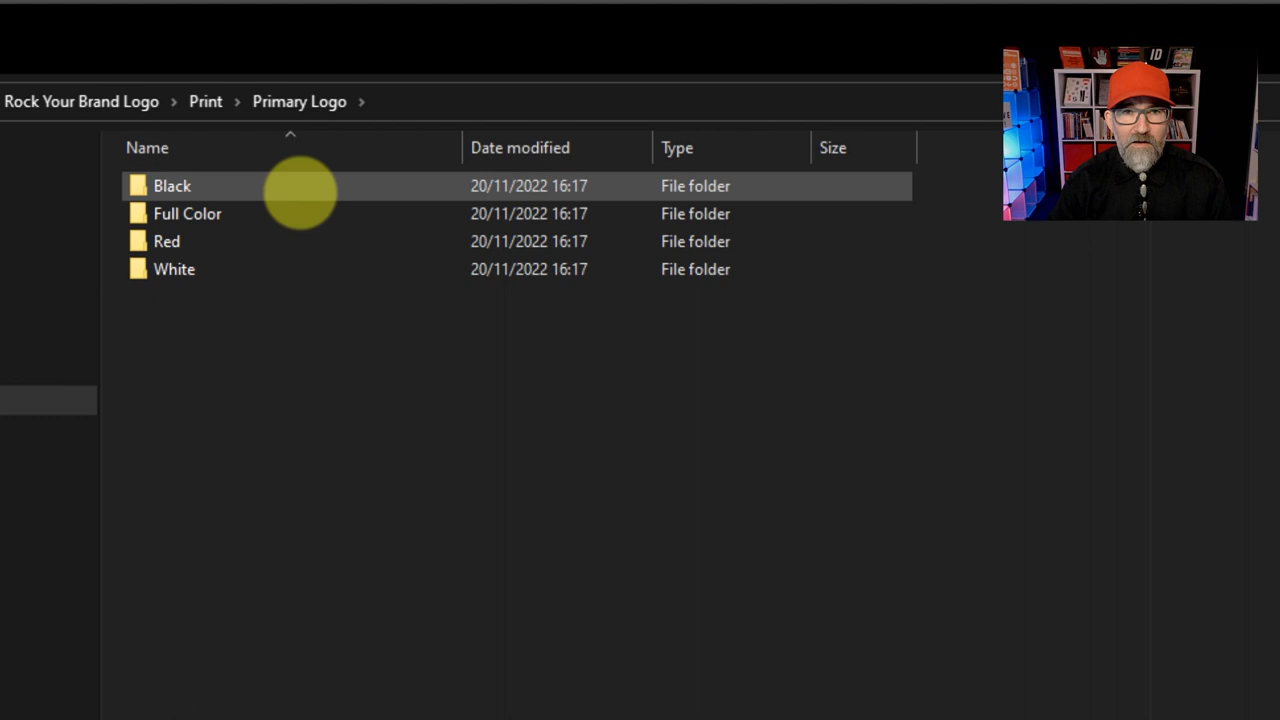 Rock Your Brand Logo > Print > Primary Logo >
Name Date modified Type Size
Black 20/11/2022 16:17 File folder
Full Color 20/11/2022 16:17 File folder
Red 20/11/2022 16:17 File folder
White 20/11/2022 16:17 File folder
ID